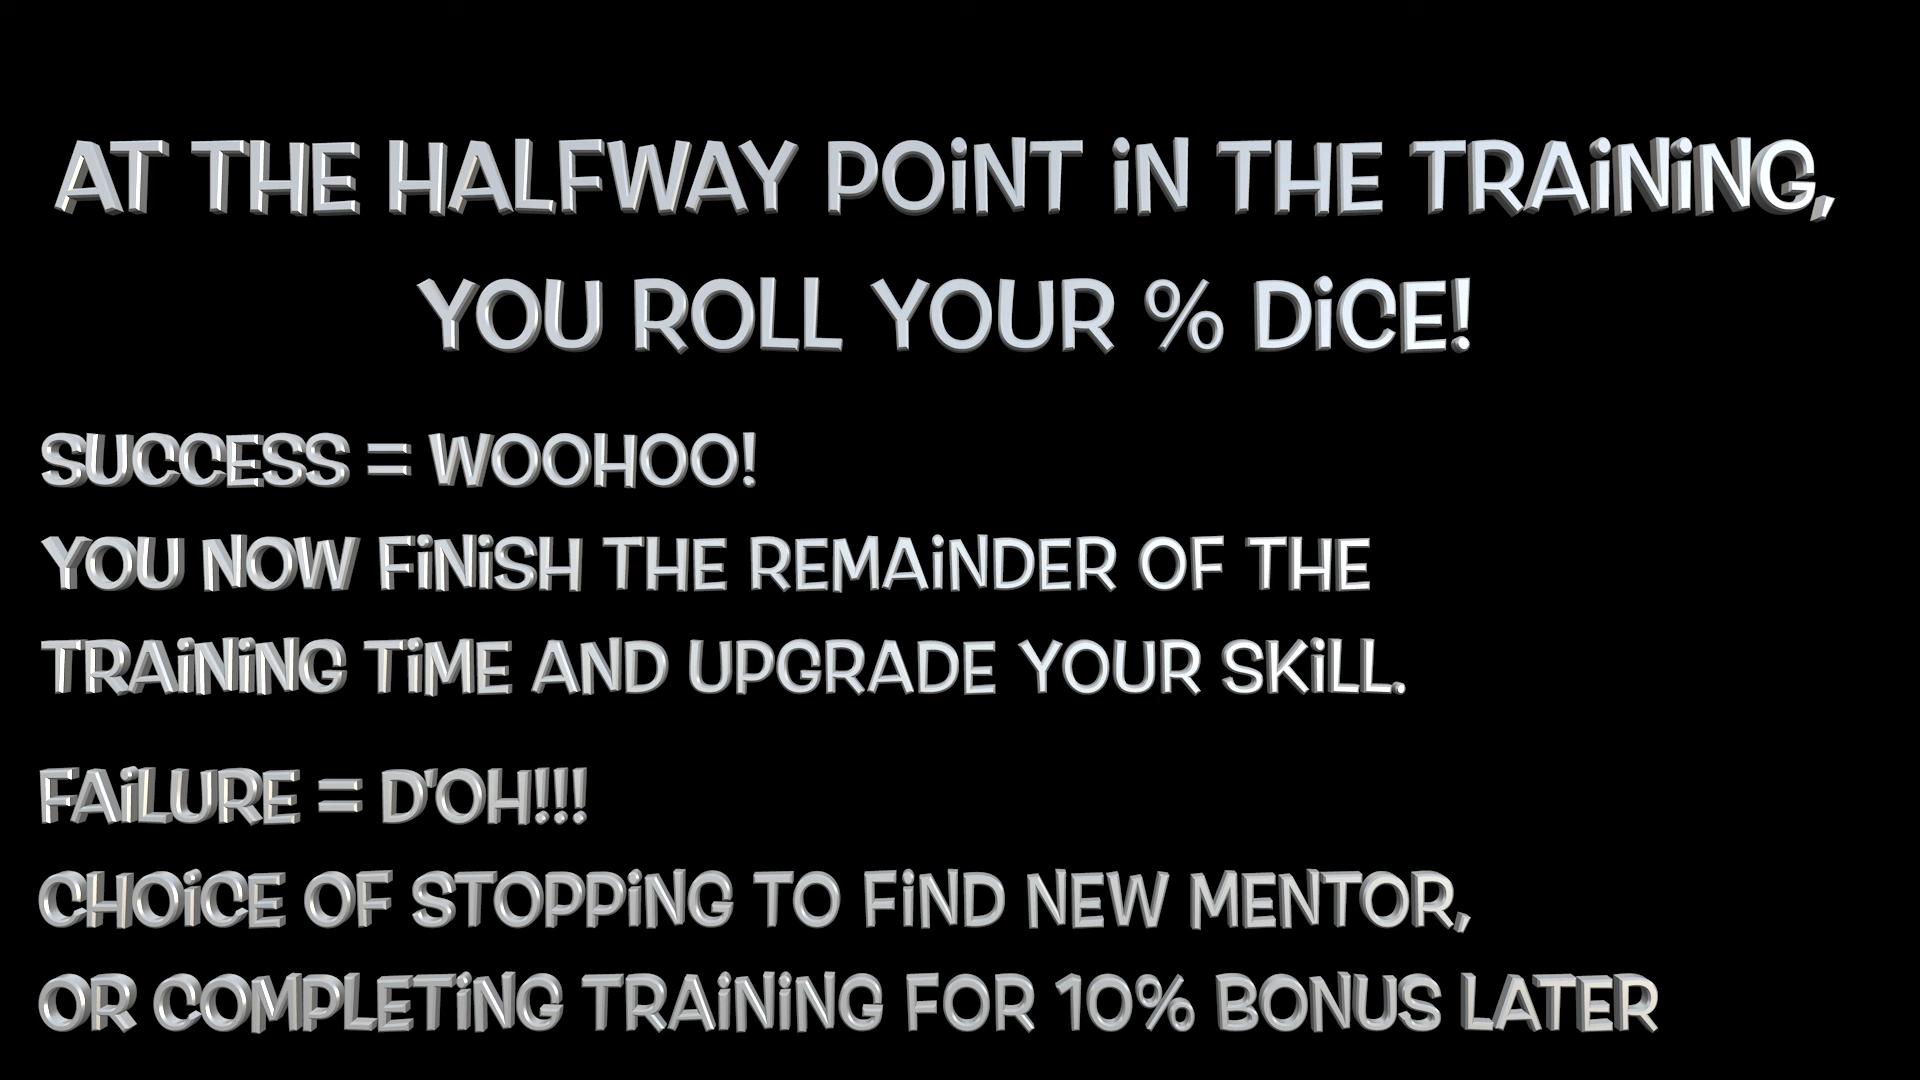 AT THE HALFWAY POiNT iN THE TRAiNiNG,
YOU ROLL YOUR % DiCE!
SUCCESS = WOOHOO!
YOU NOW FiNiSH THE REMAiNDER OF THE
TRAiNiNG TiME AND UPGRADE YOUR SKiLL.
FAiLURE = D'OH!!!
CHOiCE OF STOPPiNG TO FiND NEW MENTOR,
OR COMPLETiNG TRAiNiNG FOR 10% BONUS LATER